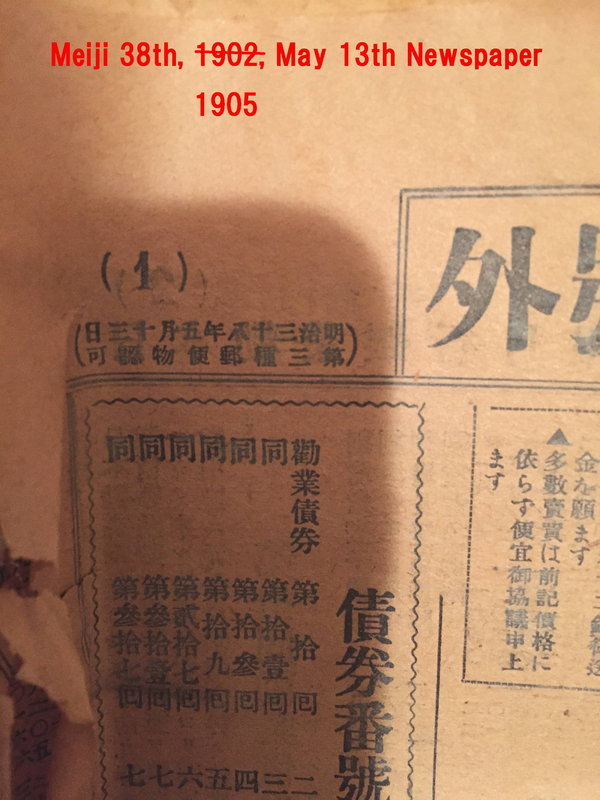 Meiji 38th, 1902, May 13th Newspaper
1905
(1)
號外
(明治三十八年五月十三日
第三種郵便物認可)
金を願ます
▲多數賣買は前記價格に
依らず便宜御協議申上
ます
債券番號
勸業債券 第拾回 二
同 第拾壹回 三
同 第拾參回 四
同 第拾九回 五
同 第貳拾七回 六
同 第參拾壹回 七
同 第參拾七回 七